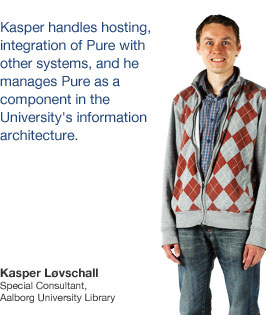 Kasper handles hosting,
integration of Pure with
other systems, and he
manages Pure as a
component in the
University's information
architecture.
Kasper Løvschall
Special Consultant,
Aalborg University Library